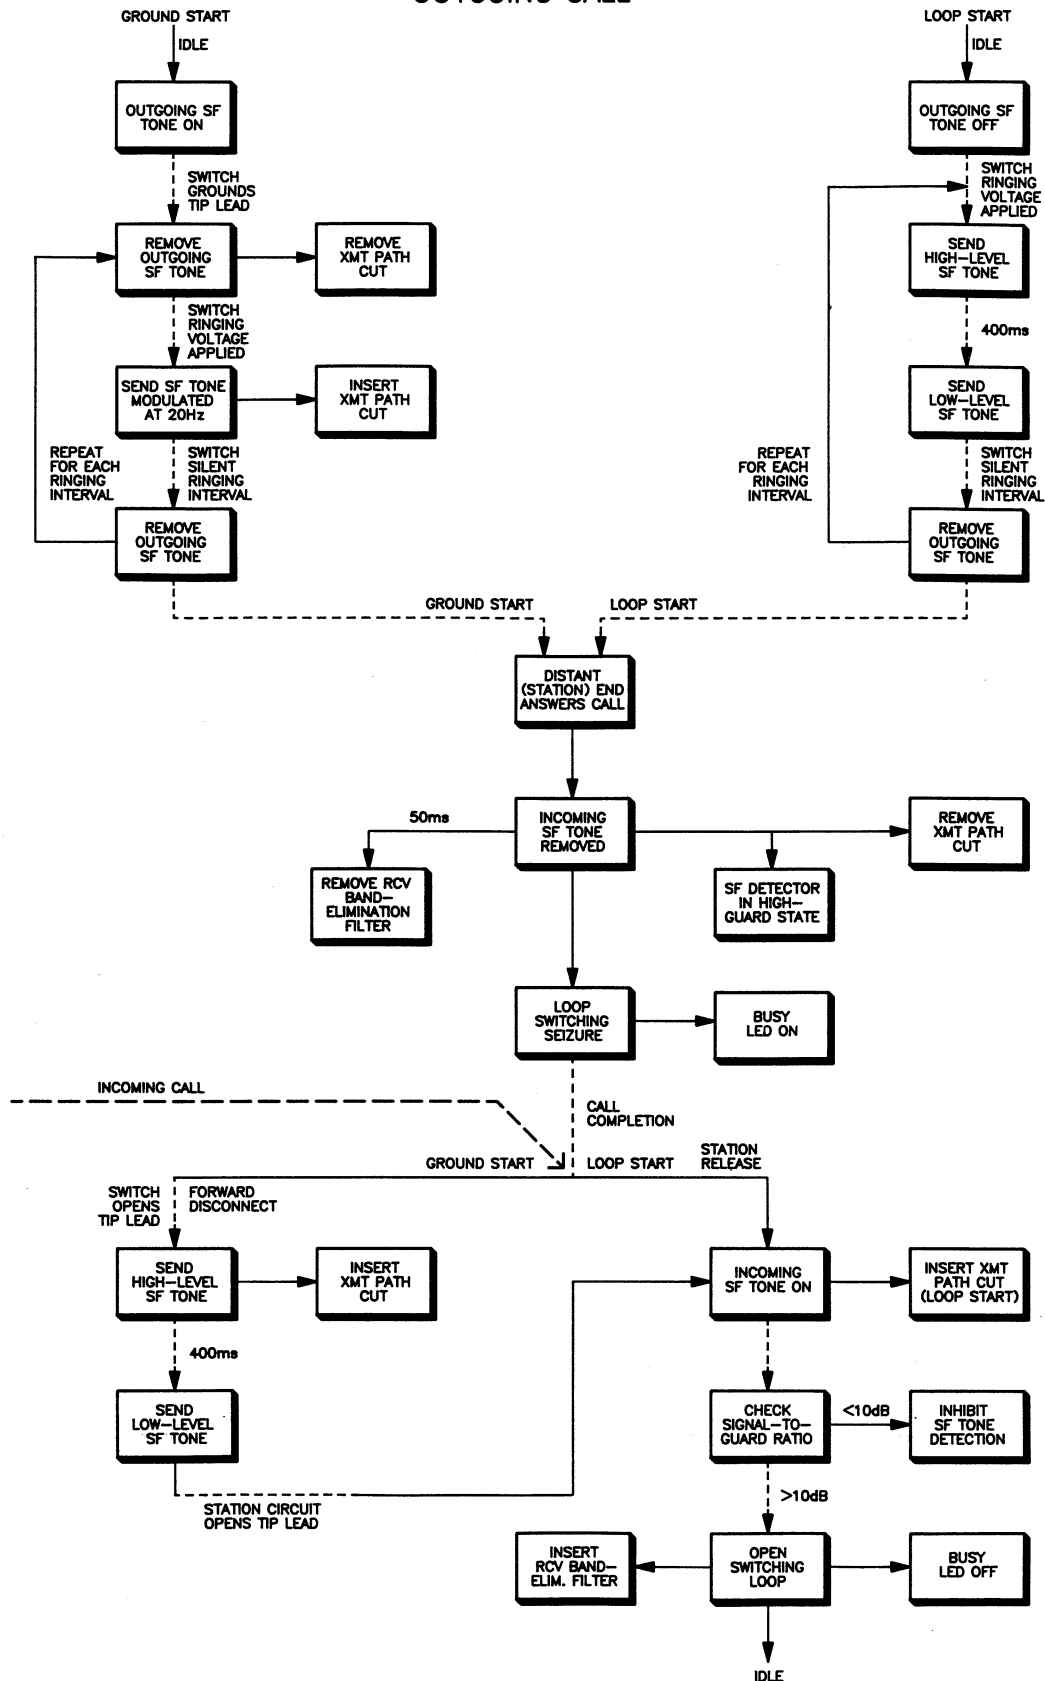 OUTGOING CALL
GROUND START
LOOP START
IDLE
IDLE
OUTGOING SF
TONE ON
OUTGOING SF
TONE OFF
SWITCH
GROUNDS
TIP LEAD
SWITCH
RINGING
VOLTAGE
APPLIED
REMOVE
OUTGOING
SF TONE
REMOVE
XMT PATH
CUT
SEND
HIGH-LEVEL
SF TONE
SWITCH
RINGING
VOLTAGE
APPLIED
400ms
SEND SF TONE
MODULATED
AT 20Hz
INSERT
XMT PATH
CUT
SEND
LOW-LEVEL
SF TONE
REPEAT
FOR EACH
RINGING
INTERVAL
SWITCH
SILENT
RINGING
INTERVAL
REPEAT
FOR EACH
RINGING
INTERVAL
SWITCH
SILENT
RINGING
INTERVAL
REMOVE
OUTGOING
SF TONE
REMOVE
OUTGOING
SF TONE
GROUND START
LOOP START
DISTANT
(STATION) END
ANSWERS CALL
50ms
INCOMING
SF TONE
REMOVED
REMOVE
XMT PATH
CUT
REMOVE RCV
BAND-
ELIMINATION
FILTER
SF DETECTOR
IN HIGH-
GUARD STATE
LOOP
SWITCHING
SEIZURE
BUSY
LED ON
INCOMING CALL
CALL
COMPLETION
GROUND START
LOOP START
STATION
RELEASE
SWITCH
OPENS
TIP LEAD
FORWARD
DISCONNECT
SEND
HIGH-LEVEL
SF TONE
INSERT
XMT PATH
CUT
INCOMING
SF TONE ON
INSERT XMT
PATH CUT
(LOOP START)
400ms
SEND
LOW-LEVEL
SF TONE
CHECK
SIGNAL-TO-
GUARD RATIO
<10dB
INHIBIT
SF TONE
DETECTION
STATION CIRCUIT
OPENS TIP LEAD
>10dB
INSERT
RCV BAND-
ELIM. FILTER
OPEN
SWITCHING
LOOP
BUSY
LED OFF
IDLE